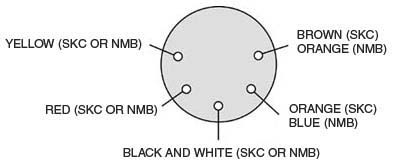 YELLOW (SKC OR NMB)
BROWN (SKC)
ORANGE (NMB)
RED (SKC OR NMB)
ORANGE (SKC)
BLUE (NMB)
BLACK AND WHITE (SKC OR NMB)